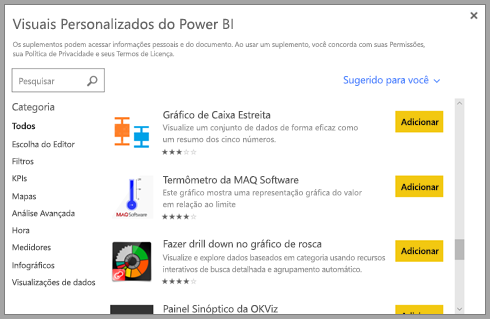 Visuais Personalizados do Power BI
Os suplementos podem acessar informações pessoais e do documento. Ao usar um suplemento, você concorda com suas Permissões,
sua Política de Privacidade e seus Termos de Licença.
Pesquisar
Sugerido para você
Categoria
Todos
Escolha do Editor
Filtros
KPIs
Mapas
Análise Avançada
Hora
Medidores
Infográficos
Visualizações de dados
Gráfico de Caixa Estreita
Visualize um conjunto de dados de forma eficaz como
um resumo dos cinco números.
Adicionar
MAQSoftware
Termômetro da MAQ Software
Este gráfico mostra uma representação gráfica do valor
em relação ao limite
Adicionar
Fazer drill down no gráfico de rosca
Visualize e explore dados baseados em categoria usando recursos
interativos de busca detalhada e agrupamento automático.
Adicionar
Painel Sinóptico da OKViz
Adicionar